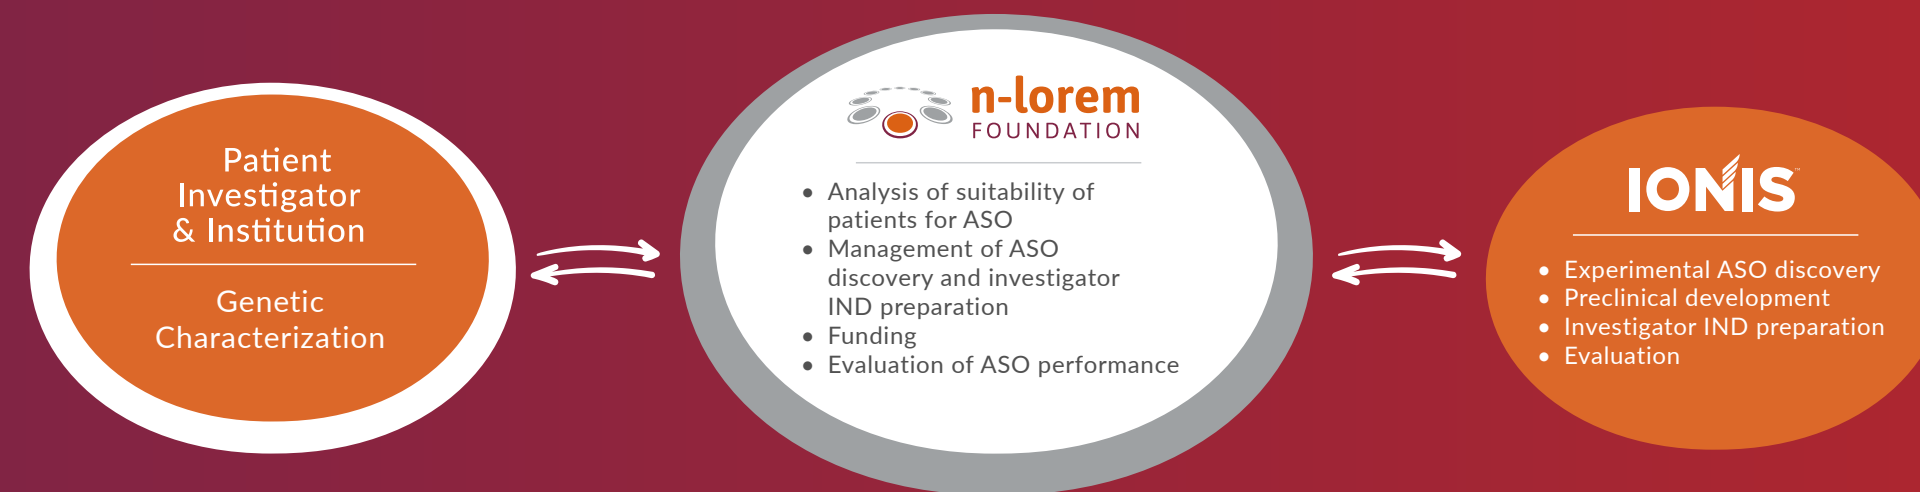 Patient
Investigator
& Institution
Genetic
Characterization
n-lorem
FOUNDATION
• Analysis of suitability of
patients for ASO
• Management of ASO
discovery and investigator
IND preparation
• Funding
• Evaluation of ASO performance
IONIS™
• Experimental ASO discovery
• Preclinical development
• Investigator IND preparation
• Evaluation